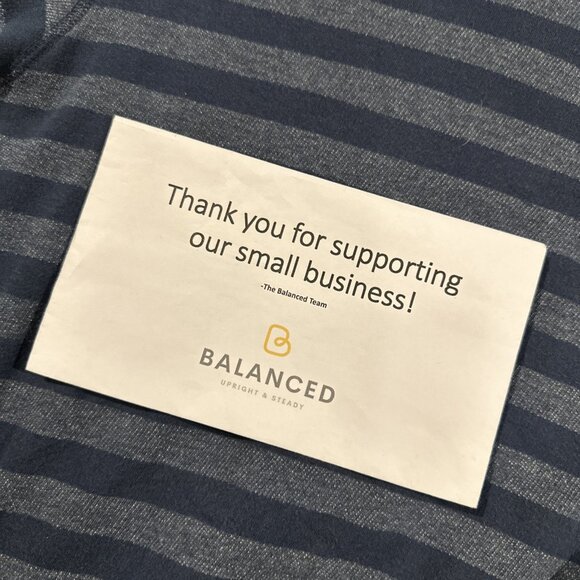 Thank you for supporting
our small business!
-The Balanced Team
BALANCED
UPRIGHT & STEADY